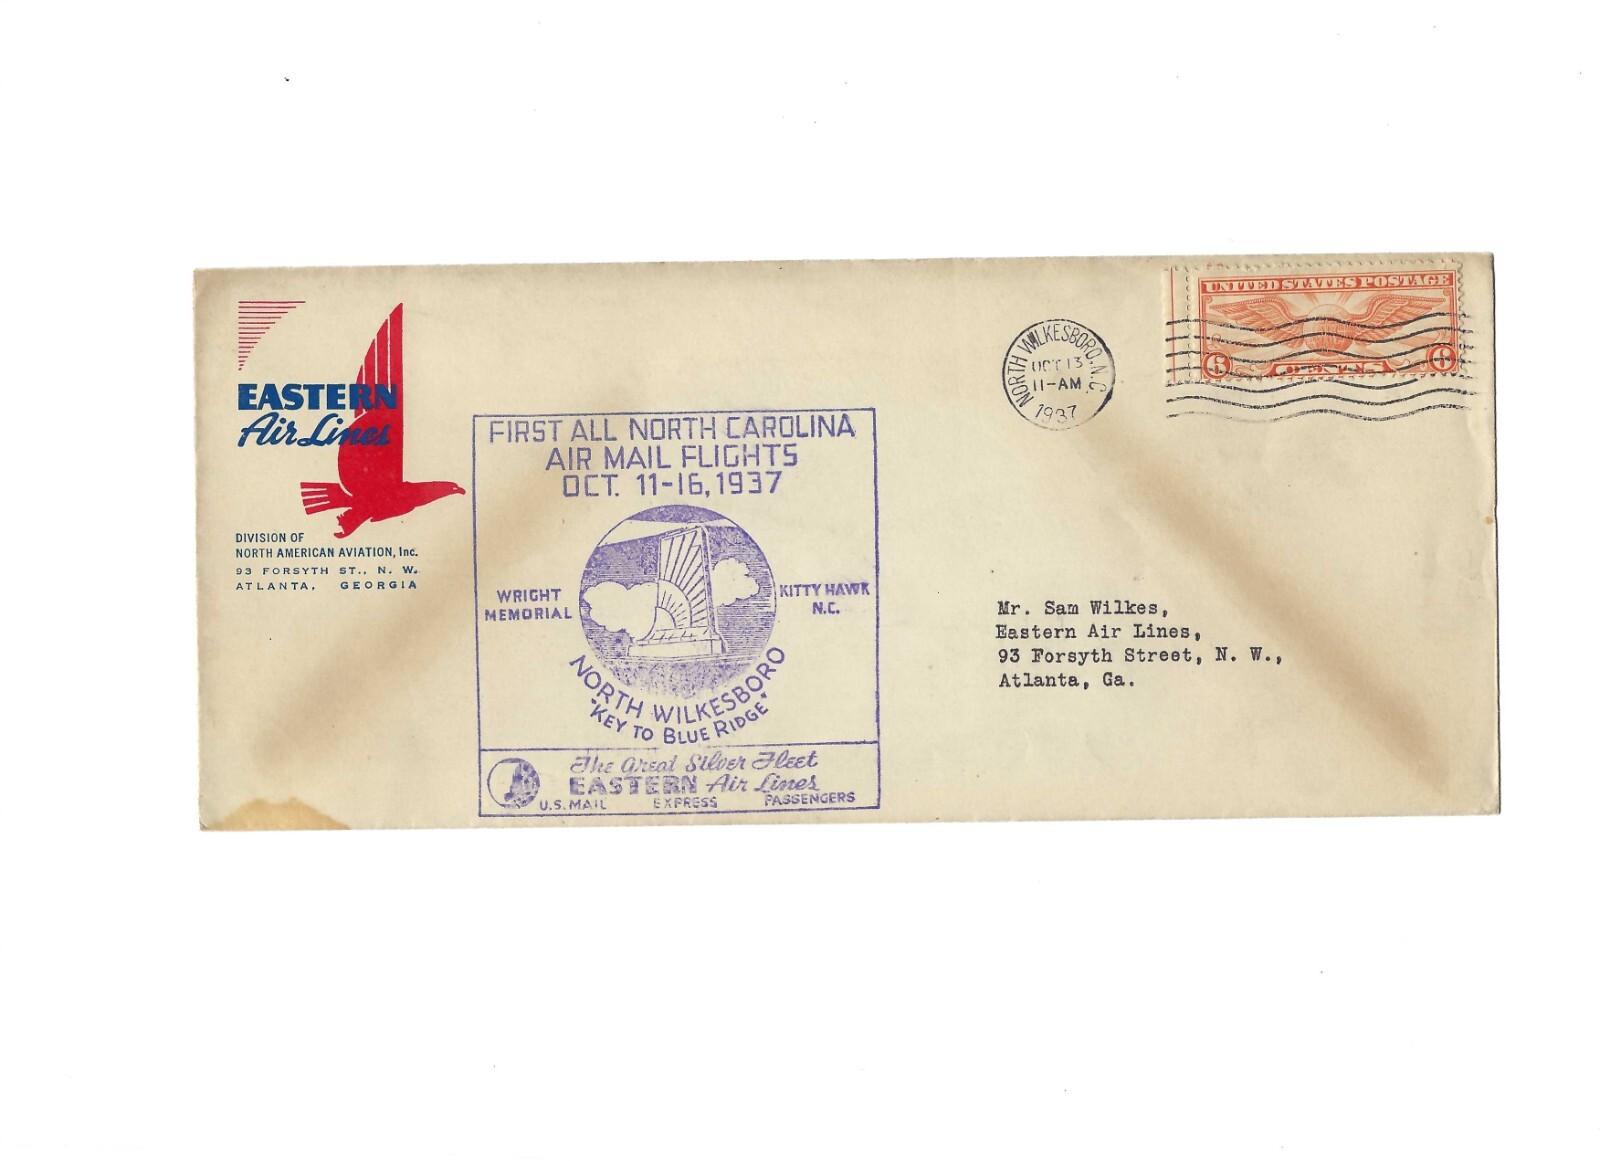 EASTERN
Air Lines
DIVISION OF
NORTH AMERICAN AVIATION, Inc.
93 FORSYTH ST., N. W.
ATLANTA, GEORGIA
FIRST ALL NORTH CAROLINA
AIR MAIL FLIGHTS
OCT. 11-16, 1937
WRIGHT
MEMORIAL
KITTY HAWK
N.C.
NORTH WILKESBORO
"KEY TO BLUE RIDGE"
The Great Silver Fleet
EASTERN Air Lines
U.S. MAIL EXPRESS PASSENGERS
NORTH WILKESBORO, N.C.
OCT 13
11-AM
1937
UNITED STATES POSTAGE
6 CENTS 6
Mr. Sam Wilkes,
Eastern Air Lines,
93 Forsyth Street, N. W.,
Atlanta, Ga.